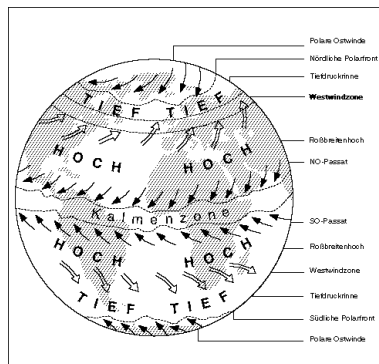 Polare Ostwinde
Nördliche Polarfront
Tiefdruckrinne
Westwindzone
TIEF TIEF
Roßbreitenhoch
HOCH HOCH
NO-Passat
Kalmenzone
SO-Passat
HOCH HOCH
Roßbreitenhoch
Westwindzone
TIEF TIEF
Tiefdruckrinne
Südliche Polarfront
Polare Ostwinde